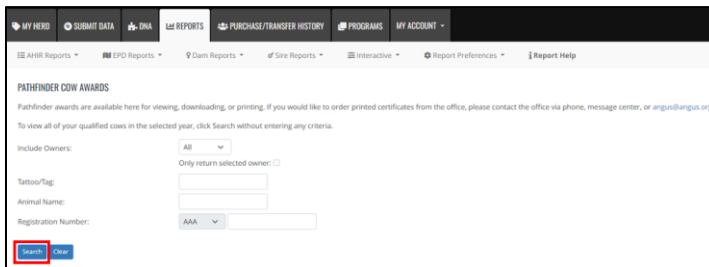 MY HERD SUBMIT DATA DNA REPORTS PURCHASE/TRANSFER HISTORY PROGRAMS MY ACCOUNT
AHIR Reports EPD Reports Dam Reports Sire Reports Interactive Report Preferences Report Help
PATHFINDER COW AWARDS
Pathfinder awards are available here for viewing, downloading, or printing. If you would like to order printed certificates from the office, please contact the office via phone, message center, or angus@angus.or
To view all of your qualified cows in the selected year, click Search without entering any criteria.
Include Owners: All
Only return selected owner:
Tattoo/Tag:
Animal Name:
Registration Number: AAA
Search Clear